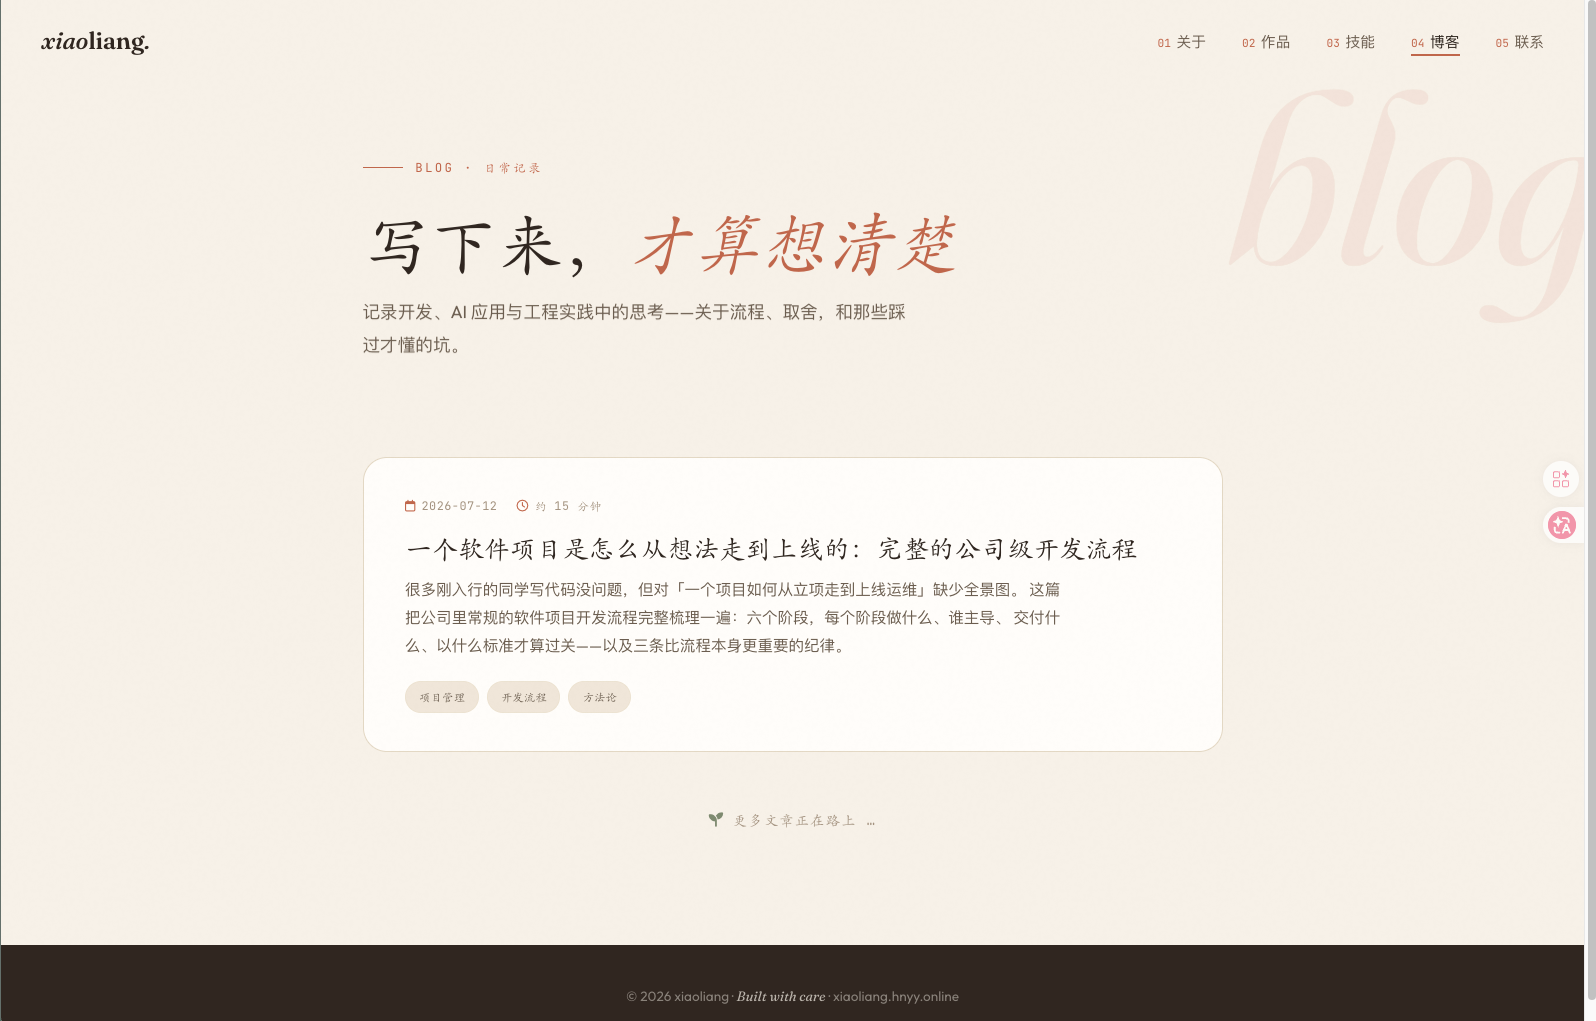 xiaoliang.
01 关于
02 作品
03 技能
04 博客
05 联系
blog
BLOG · 日常记录
写下来，才算想清楚
记录开发、AI 应用与工程实践中的思考——关于流程、取舍，和那些踩
过才懂的坑。
2026-07-12 约 15 分钟
一个软件项目是怎么从想法走到上线的：完整的公司级开发流程
很多刚入行的同学写代码没问题，但对「一个项目如何从立项走到上线运维」缺少全景图。 这篇
把公司里常规的软件项目开发流程完整梳理一遍：六个阶段，每个阶段做什么、谁主导、 交付什
么、以什么标准才算过关——以及三条比流程本身更重要的纪律。
项目管理
开发流程
方法论
更多文章正在路上 …
© 2026 xiaoliang · Built with care · xiaoliang.hnyy.online